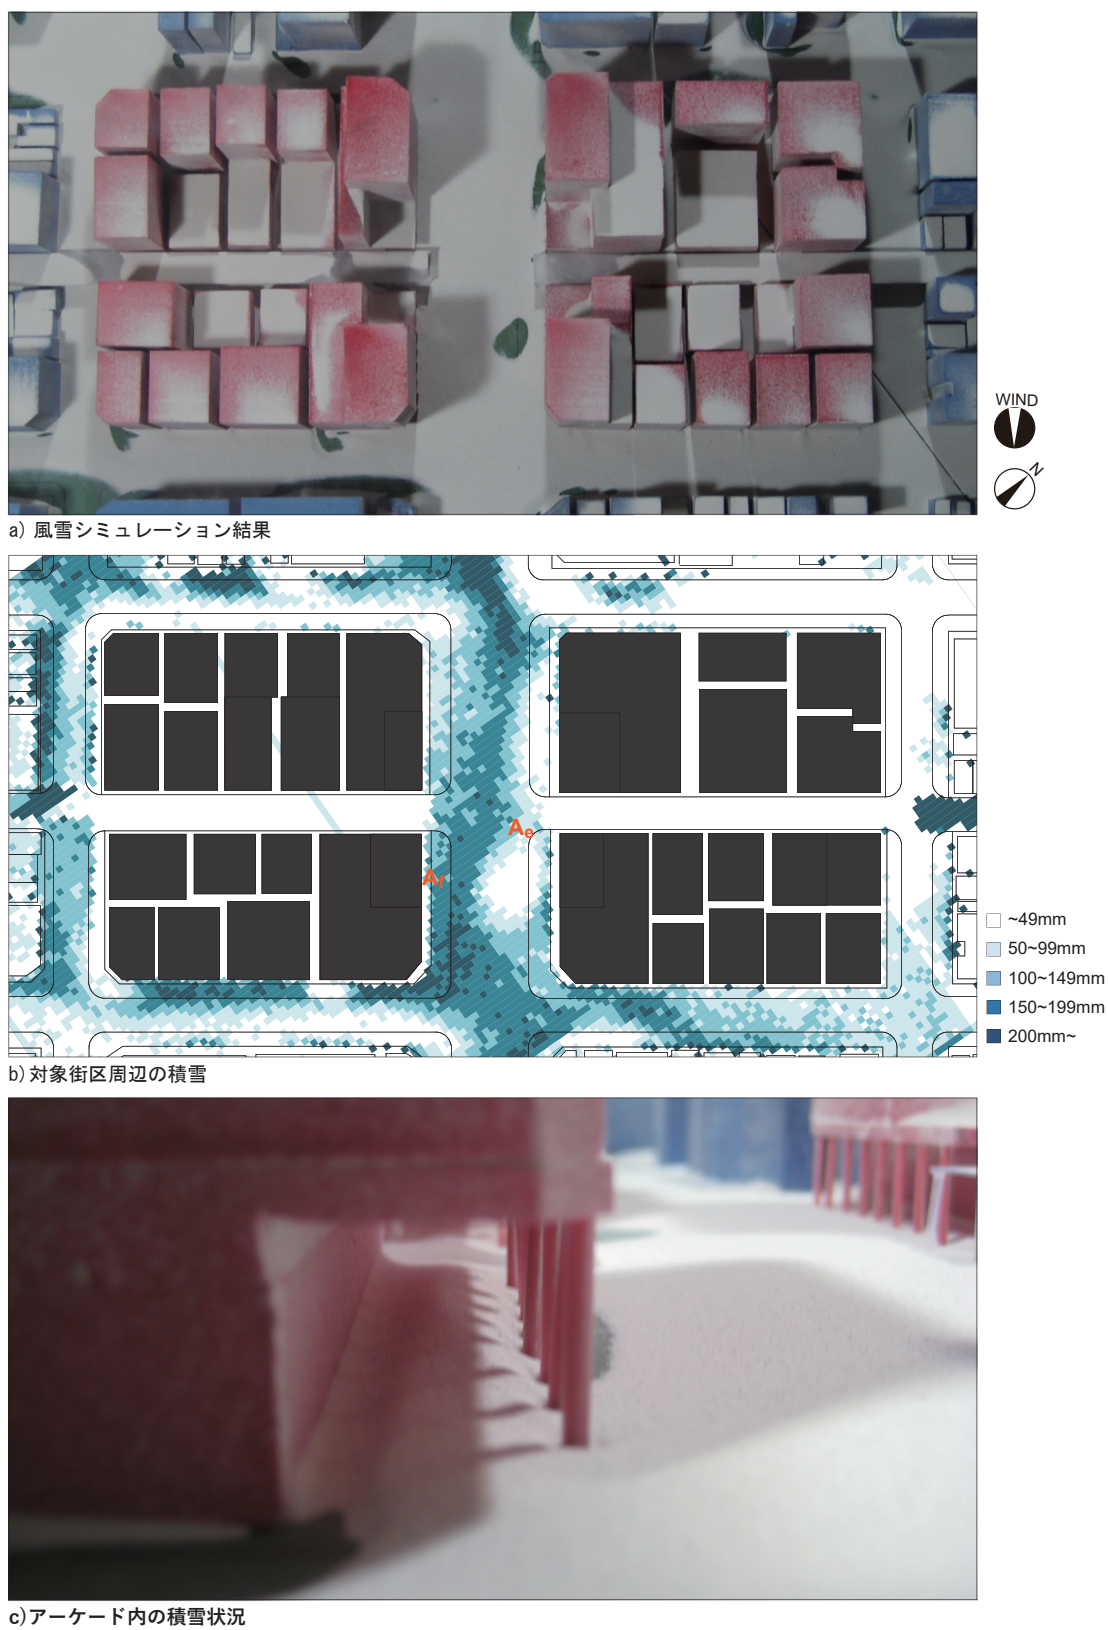 WIND
N
a) 風雪シミュレーション結果
Ae
Af
~49mm
50~99mm
100~149mm
150~199mm
200mm~
b)対象街区周辺の積雪
c)アーケード内の積雪状況